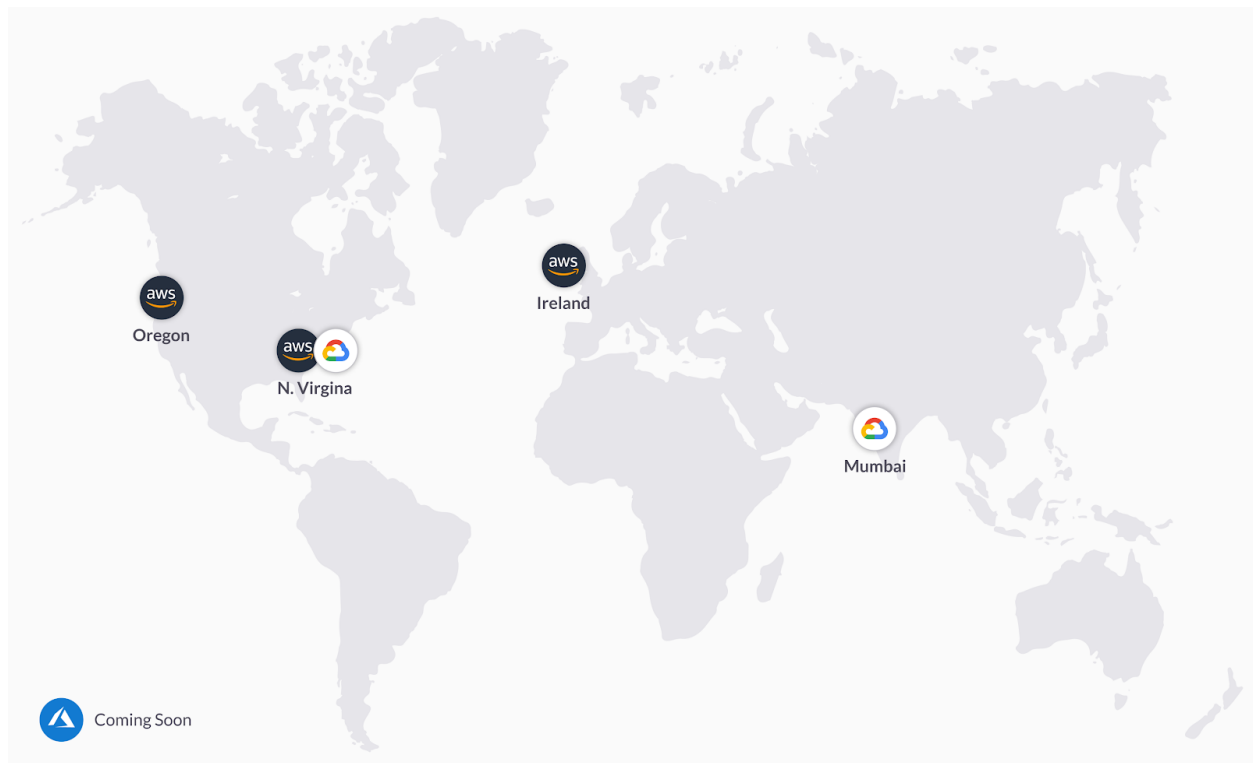 aws
Ireland
aws
Oregon
aws
N. Virgina
Mumbai
Coming Soon